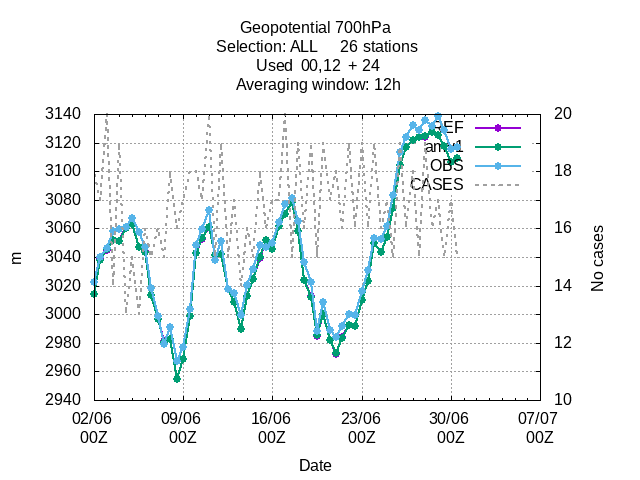 Geopotential 700hPa
Selection: ALL 26 stations
Used 00,12 + 24
Averaging window: 12h
3140
3120
3100
3080
3060
3040
3020
3000
2980
2960
2940
20
18
16
14
12
10
REF
OBS
CASES
m
No cases
02/06 09/06 16/06 23/06 30/06 07/07
00Z 00Z 00Z 00Z 00Z 00Z
Date